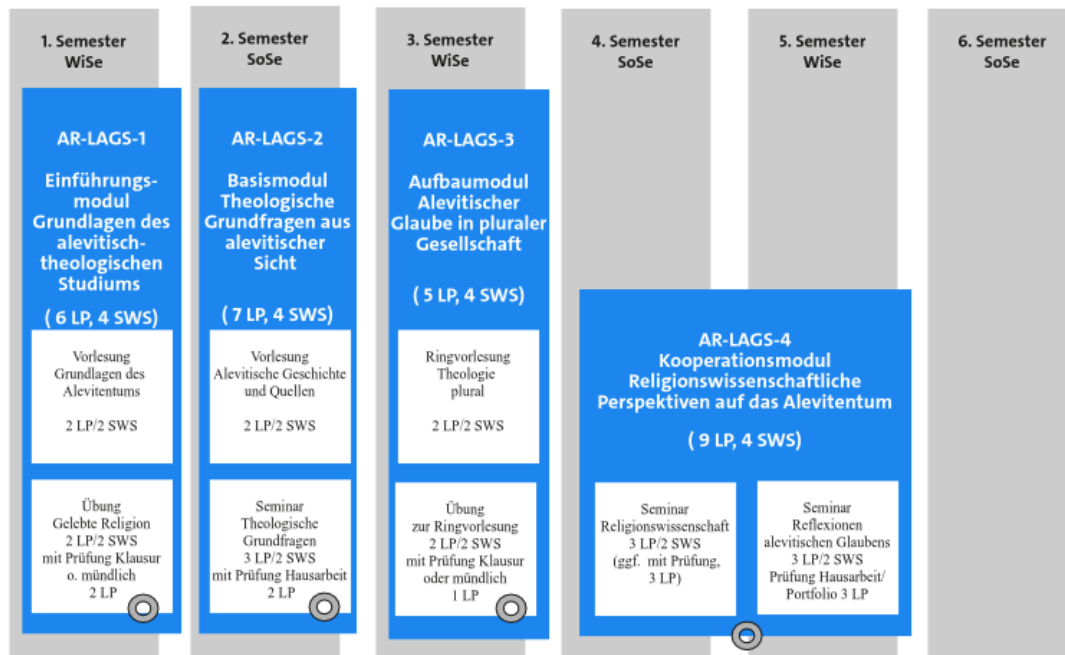 1. Semester
WiSe
2. Semester
SoSe
3. Semester
WiSe
4. Semester
SoSe
5. Semester
WiSe
6. Semester
SoSe
AR-LAGS-1
Einführungs-
modul
Grundlagen des
alevitisch-
theologischen
Studiums
( 6 LP, 4 SWS)
Vorlesung
Grundlagen des
Alevitentums
2 LP/2 SWS
Übung
Gelebte Religion
2 LP/2 SWS
mit Prüfung Klausur
o. mündlich
2 LP
AR-LAGS-2
Basismodul
Theologische
Grundfragen aus
alevitischer
Sicht
( 7 LP, 4 SWS)
Vorlesung
Alevitische Geschichte
und Quellen
2 LP/2 SWS
Seminar
Theologische
Grundfragen
3 LP/2 SWS
mit Prüfung Hausarbeit
2 LP
AR-LAGS-3
Aufbaumodul
Alevitischer
Glaube in pluraler
Gesellschaft
( 5 LP, 4 SWS)
Ringvorlesung
Theologie
plural
2 LP/2 SWS
Übung
zur Ringvorlesung
2 LP/2 SWS
mit Prüfung Klausur
oder mündlich
1 LP
AR-LAGS-4
Kooperationsmodul
Religionswissenschaftliche
Perspektiven auf das Alevitentum
( 9 LP, 4 SWS)
Seminar
Religionswissenschaft
3 LP/2 SWS
(ggf. mit Prüfung,
3 LP)
Seminar
Reflexionen
alevitischen Glaubens
3 LP/2 SWS
Prüfung Hausarbeit/
Portfolio 3 LP